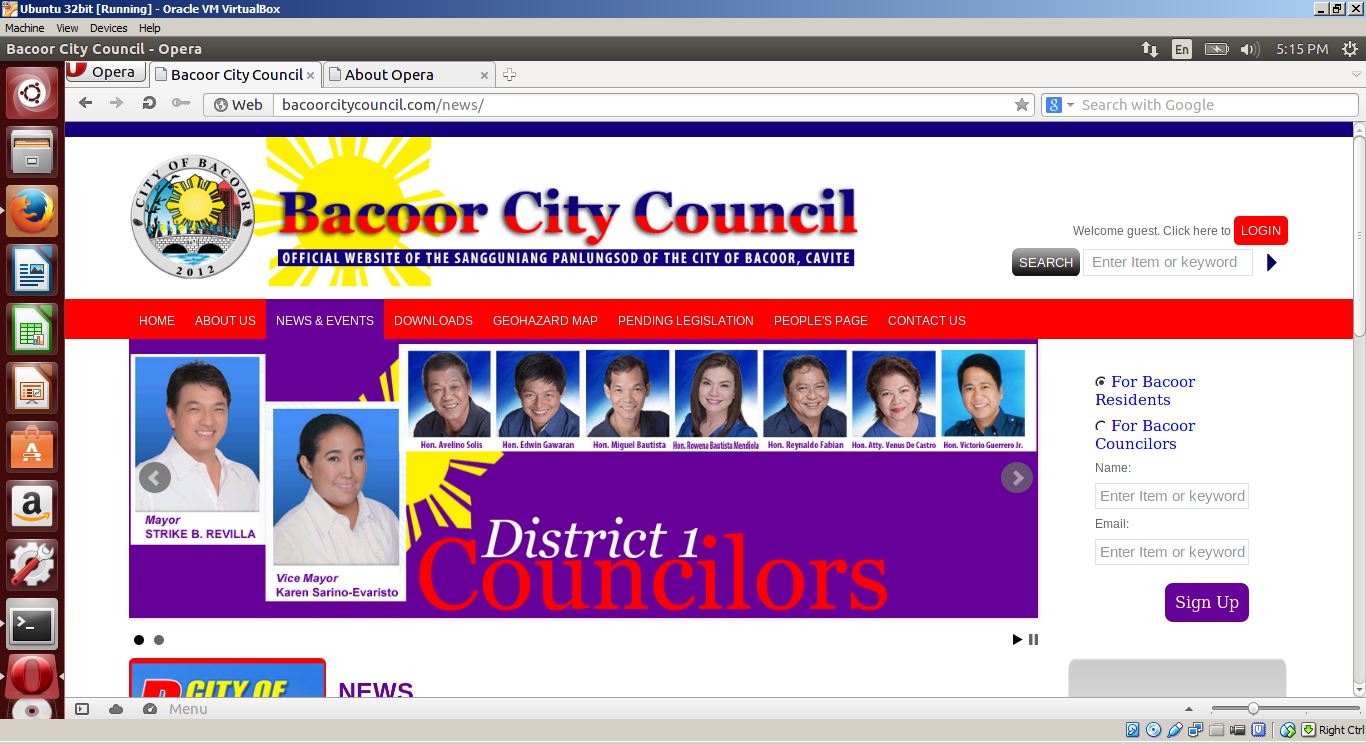 Ubuntu 32bit [Running] - Oracle VM VirtualBox
Machine View Devices Help
Bacoor City Council - Opera
En
5:15 PM
Opera
Bacoor City Council
About Opera
Web
bacoorcitycouncil.com/news/
Search with Google
CITY OF BACOOR
2012
Bacoor City Council
OFFICIAL WEBSITE OF THE SANGGUNIANG PANLUNGSOD OF THE CITY OF BACOOR, CAVITE
Welcome guest. Click here to LOGIN
SEARCH Enter Item or keyword
HOME ABOUT US NEWS & EVENTS DOWNLOADS GEOHAZARD MAP PENDING LEGISLATION PEOPLE'S PAGE CONTACT US
Hon. Avelino Solis Hon. Edwin Gawaran Hon. Miguel Bautista Hon. Rowena Bautista Mendiola Hon. Reynaldo Fabian Hon. Atty. Venus De Castro Hon. Victorio Guerrero Jr.
Mayor
STRIKE B. REVILLA
Vice Mayor
Karen Sarino-Evaristo
District 1
Councilors
For Bacoor
Residents
For Bacoor
Councilors
Name:
Enter Item or keyword
Email:
Enter Item or keyword
Sign Up
CITY OF
NEWS
Menu
Right Ctrl